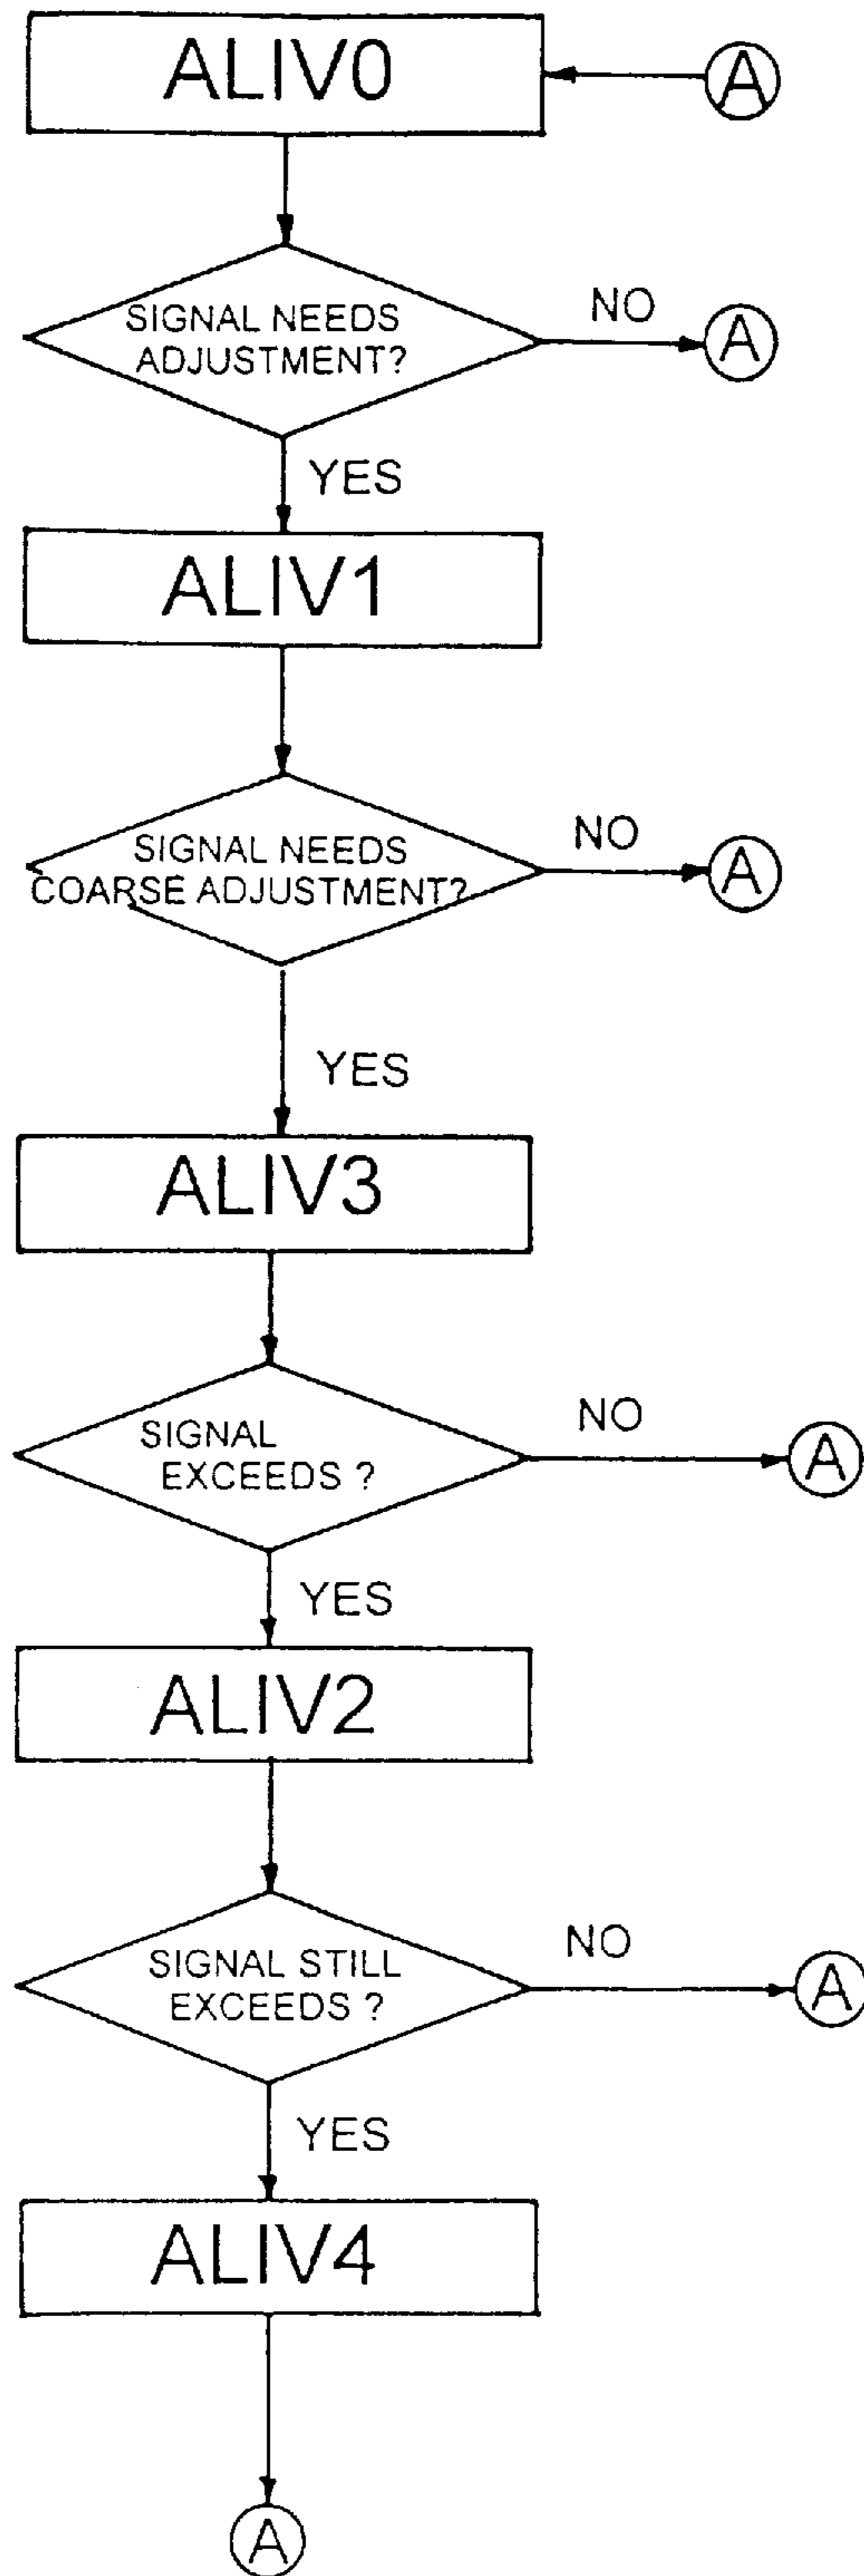 ALIV0
A
SIGNAL NEEDS
ADJUSTMENT?
NO
A
YES
ALIV1
SIGNAL NEEDS
COARSE ADJUSTMENT?
NO
A
YES
ALIV3
SIGNAL
EXCEEDS ?
NO
A
YES
ALIV2
SIGNAL STILL
EXCEEDS ?
NO
A
YES
ALIV4
A